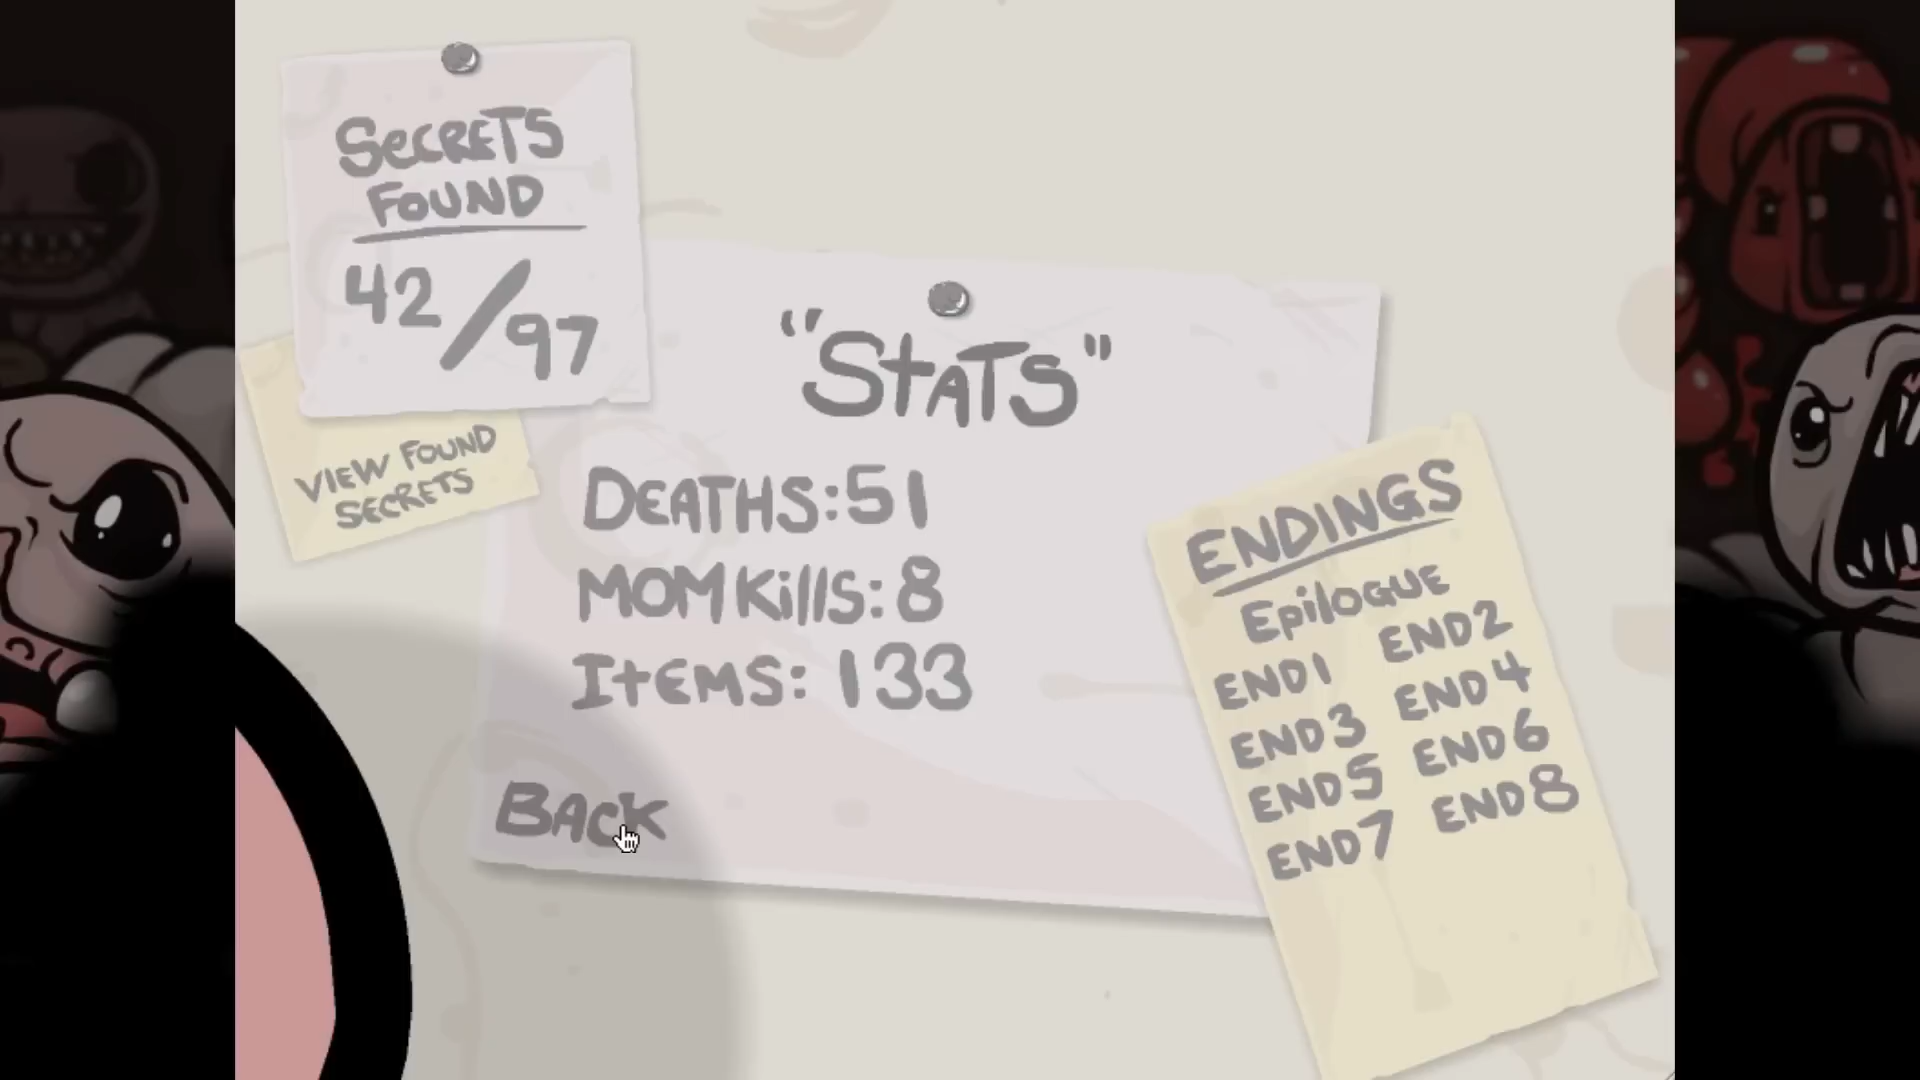 SECRETS
FOUND
42/97
VIEW FOUND
SECRETS
"STATS"
DEATHS:51
MOM Kills:8
ITEMS: 133
BACK
ENDINGS
EpiloGUE
END1 END2
END3 END4
END5 END6
END7 END8